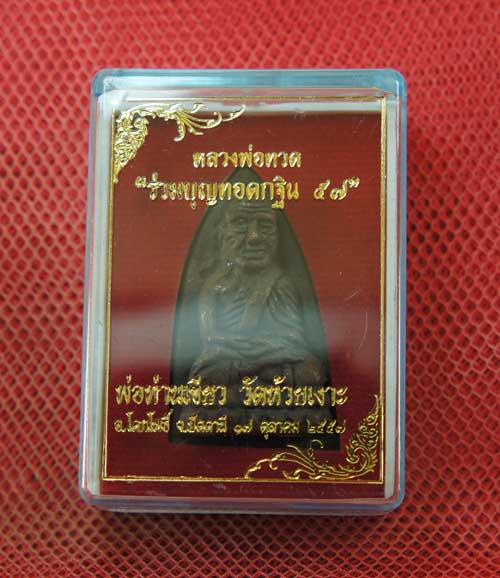 หลวงพ่อทวด
"ร่วมบุญทอดกฐิน ๕๗"
พ่อท่านเขียว วัดห้วยเงาะ
อ.โคกโพธิ์ จ.ปัตตานี ๑๗ ตุลาคม ๒๕๕๗